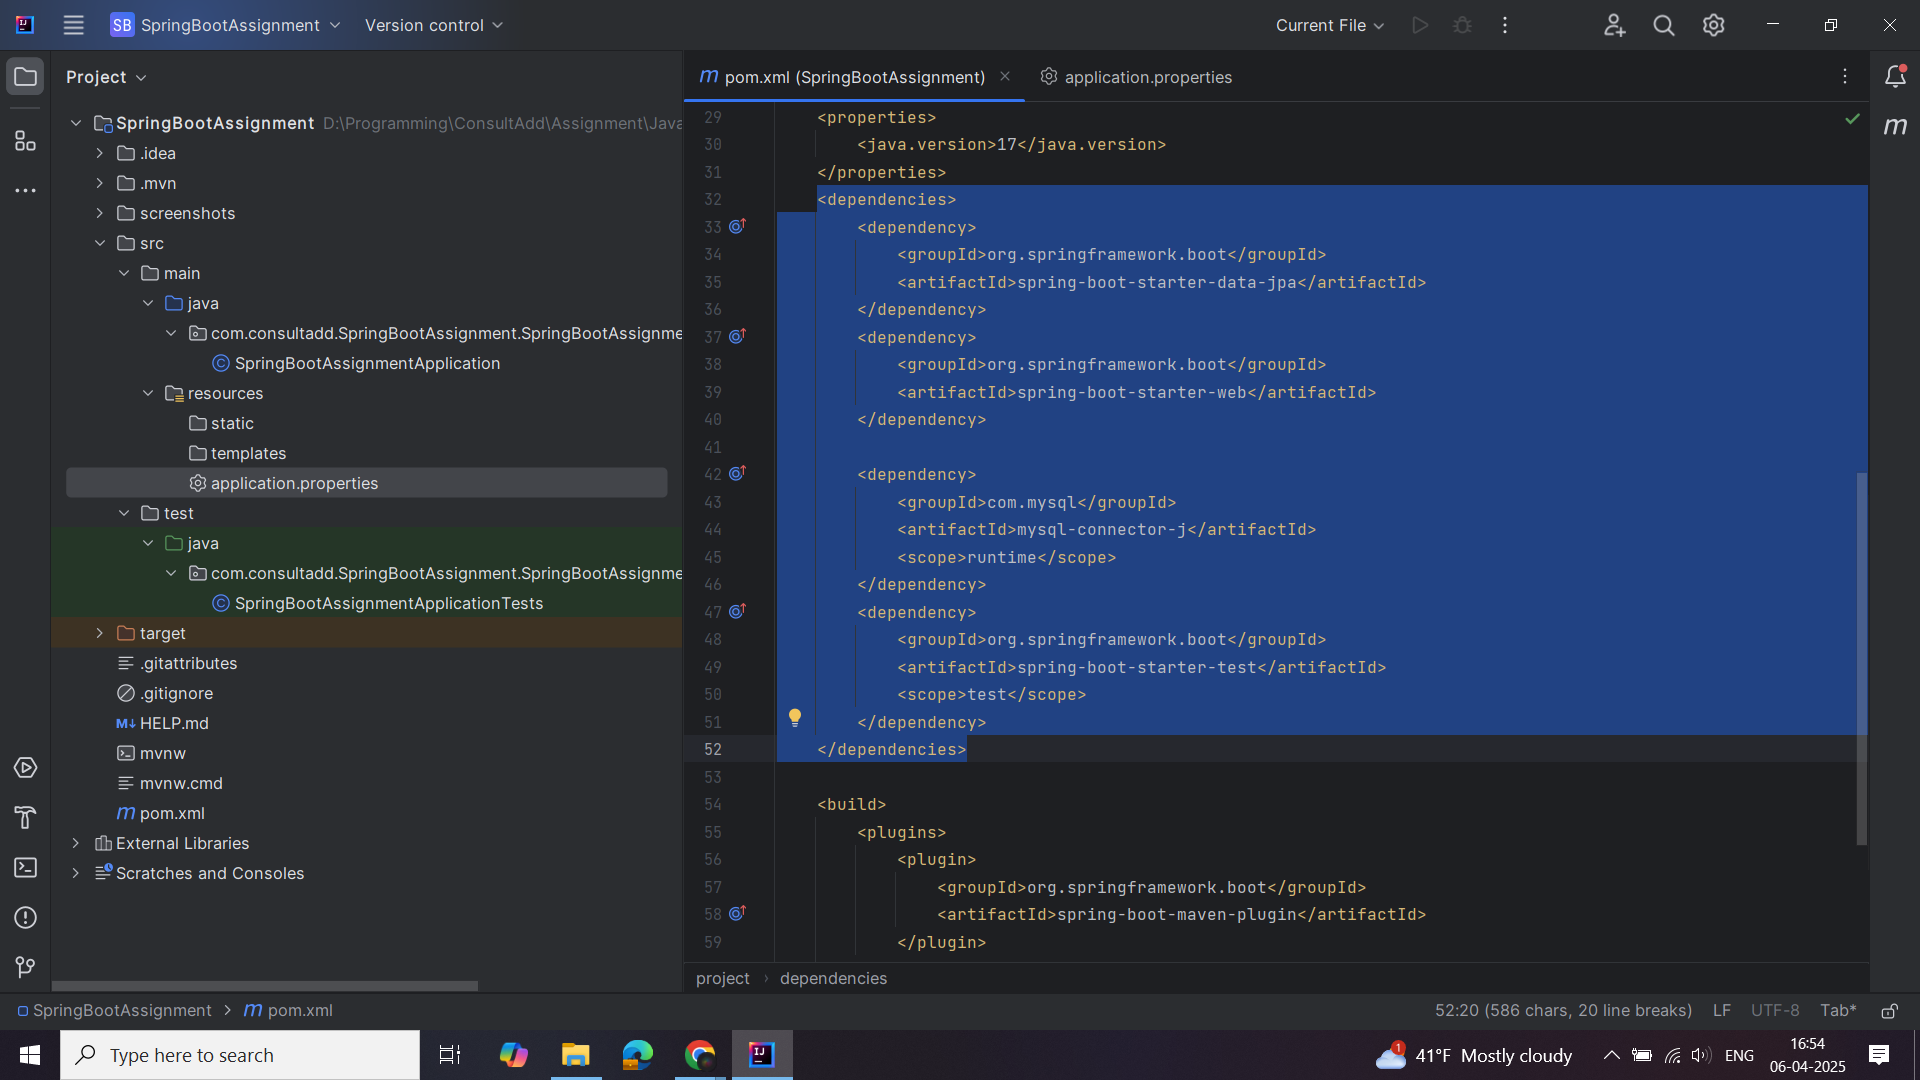 SB SpringBootAssignment
Version control
Current File
Project
pom.xml (SpringBootAssignment)
application.properties
SpringBootAssignment D:\Programming\ConsultAdd\Assignment\Java
.idea
.mvn
screenshots
src
main
java
com.consultadd.SpringBootAssignment.SpringBootAssignme
SpringBootAssignmentApplication
resources
static
templates
application.properties
test
java
com.consultadd.SpringBootAssignment.SpringBootAssignme
SpringBootAssignmentApplicationTests
target
.gitattributes
.gitignore
HELP.md
mvnw
mvnw.cmd
pom.xml
External Libraries
Scratches and Consoles
29 <properties>
30 <java.version>17</java.version>
31 </properties>
32 <dependencies>
33 <dependency>
34 <groupId>org.springframework.boot</groupId>
35 <artifactId>spring-boot-starter-data-jpa</artifactId>
36 </dependency>
37 <dependency>
38 <groupId>org.springframework.boot</groupId>
39 <artifactId>spring-boot-starter-web</artifactId>
40 </dependency>
41
42 <dependency>
43 <groupId>com.mysql</groupId>
44 <artifactId>mysql-connector-j</artifactId>
45 <scope>runtime</scope>
46 </dependency>
47 <dependency>
48 <groupId>org.springframework.boot</groupId>
49 <artifactId>spring-boot-starter-test</artifactId>
50 <scope>test</scope>
51 </dependency>
52 </dependencies>
53
54 <build>
55 <plugins>
56 <plugin>
57 <groupId>org.springframework.boot</groupId>
58 <artifactId>spring-boot-maven-plugin</artifactId>
59 </plugin>
project › dependencies
SpringBootAssignment > m pom.xml
52:20 (586 chars, 20 line breaks) LF UTF-8 Tab*
Type here to search
1
41°F Mostly cloudy
ENG
16:54
06-04-2025